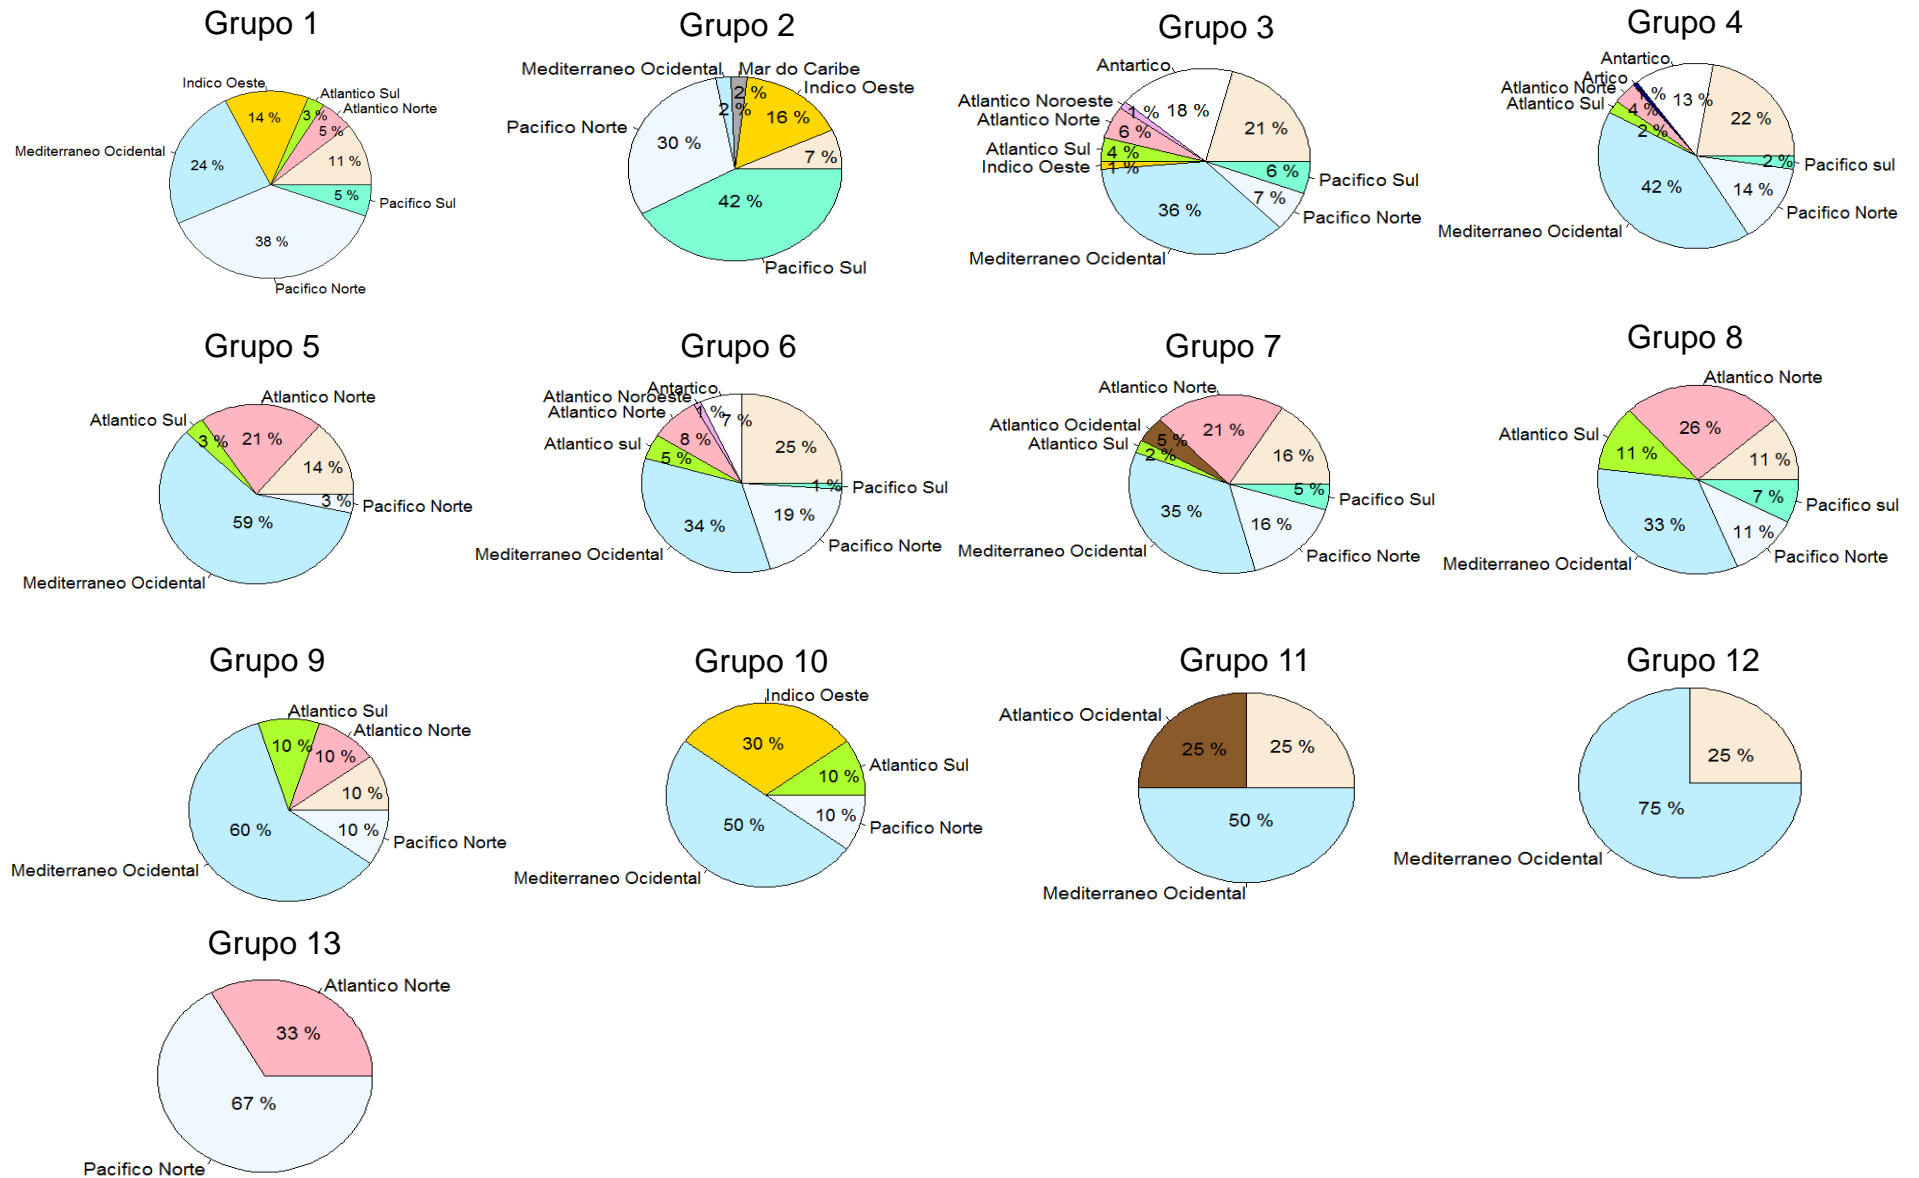 Grupo 1
Indico Oeste
Atlantico Sul
Atlantico Norte
Mediterraneo Ocidental
14 %
3 %
5 %
11 %
24 %
5 %
Pacifico Sul
38 %
Pacifico Norte
Grupo 2
Mediterraneo Ocidental
Mar do Caribe
Indico Oeste
2 %
2 %
16 %
Pacifico Norte
30 %
7 %
42 %
Pacifico Sul
Grupo 3
Antartico
Atlantico Noroeste
Atlantico Norte
Atlantico Sul
Indico Oeste
18 %
1 %
6 %
4 %
1 %
21 %
6 %
Pacifico Sul
7 %
Pacifico Norte
36 %
Mediterraneo Ocidental
Grupo 4
Antartico
Artico
Atlantico Norte
Atlantico Sul
1 %
13 %
4 %
2 %
22 %
2 %
Pacifico sul
42 %
14 %
Pacifico Norte
Mediterraneo Ocidental
Grupo 5
Atlantico Norte
Atlantico Sul
3 %
21 %
14 %
3 %
Pacifico Norte
59 %
Mediterraneo Ocidental
Grupo 6
Antartico
Atlantico Noroeste
Atlantico Norte
Atlantico sul
1 %
7 %
8 %
5 %
25 %
1 %
Pacifico Sul
34 %
19 %
Pacifico Norte
Mediterraneo Ocidental
Grupo 7
Atlantico Norte
Atlantico Ocidental
Atlantico Sul
21 %
5 %
2 %
16 %
5 %
Pacifico Sul
35 %
16 %
Mediterraneo Ocidental
Pacifico Norte
Grupo 8
Atlantico Norte
Atlantico Sul
26 %
11 %
11 %
7 %
Pacifico sul
33 %
11 %
Pacifico Norte
Mediterraneo Ocidental
Grupo 9
Atlantico Sul
Atlantico Norte
10 %
10 %
10 %
60 %
10 %
Pacifico Norte
Mediterraneo Ocidental
Grupo 10
Indico Oeste
30 %
Atlantico Sul
10 %
50 %
10 %
Pacifico Norte
Mediterraneo Ocidental
Grupo 11
Atlantico Ocidental
25 %
25 %
50 %
Mediterraneo Ocidental
Grupo 12
25 %
75 %
Mediterraneo Ocidental
Grupo 13
Atlantico Norte
33 %
67 %
Pacifico Norte